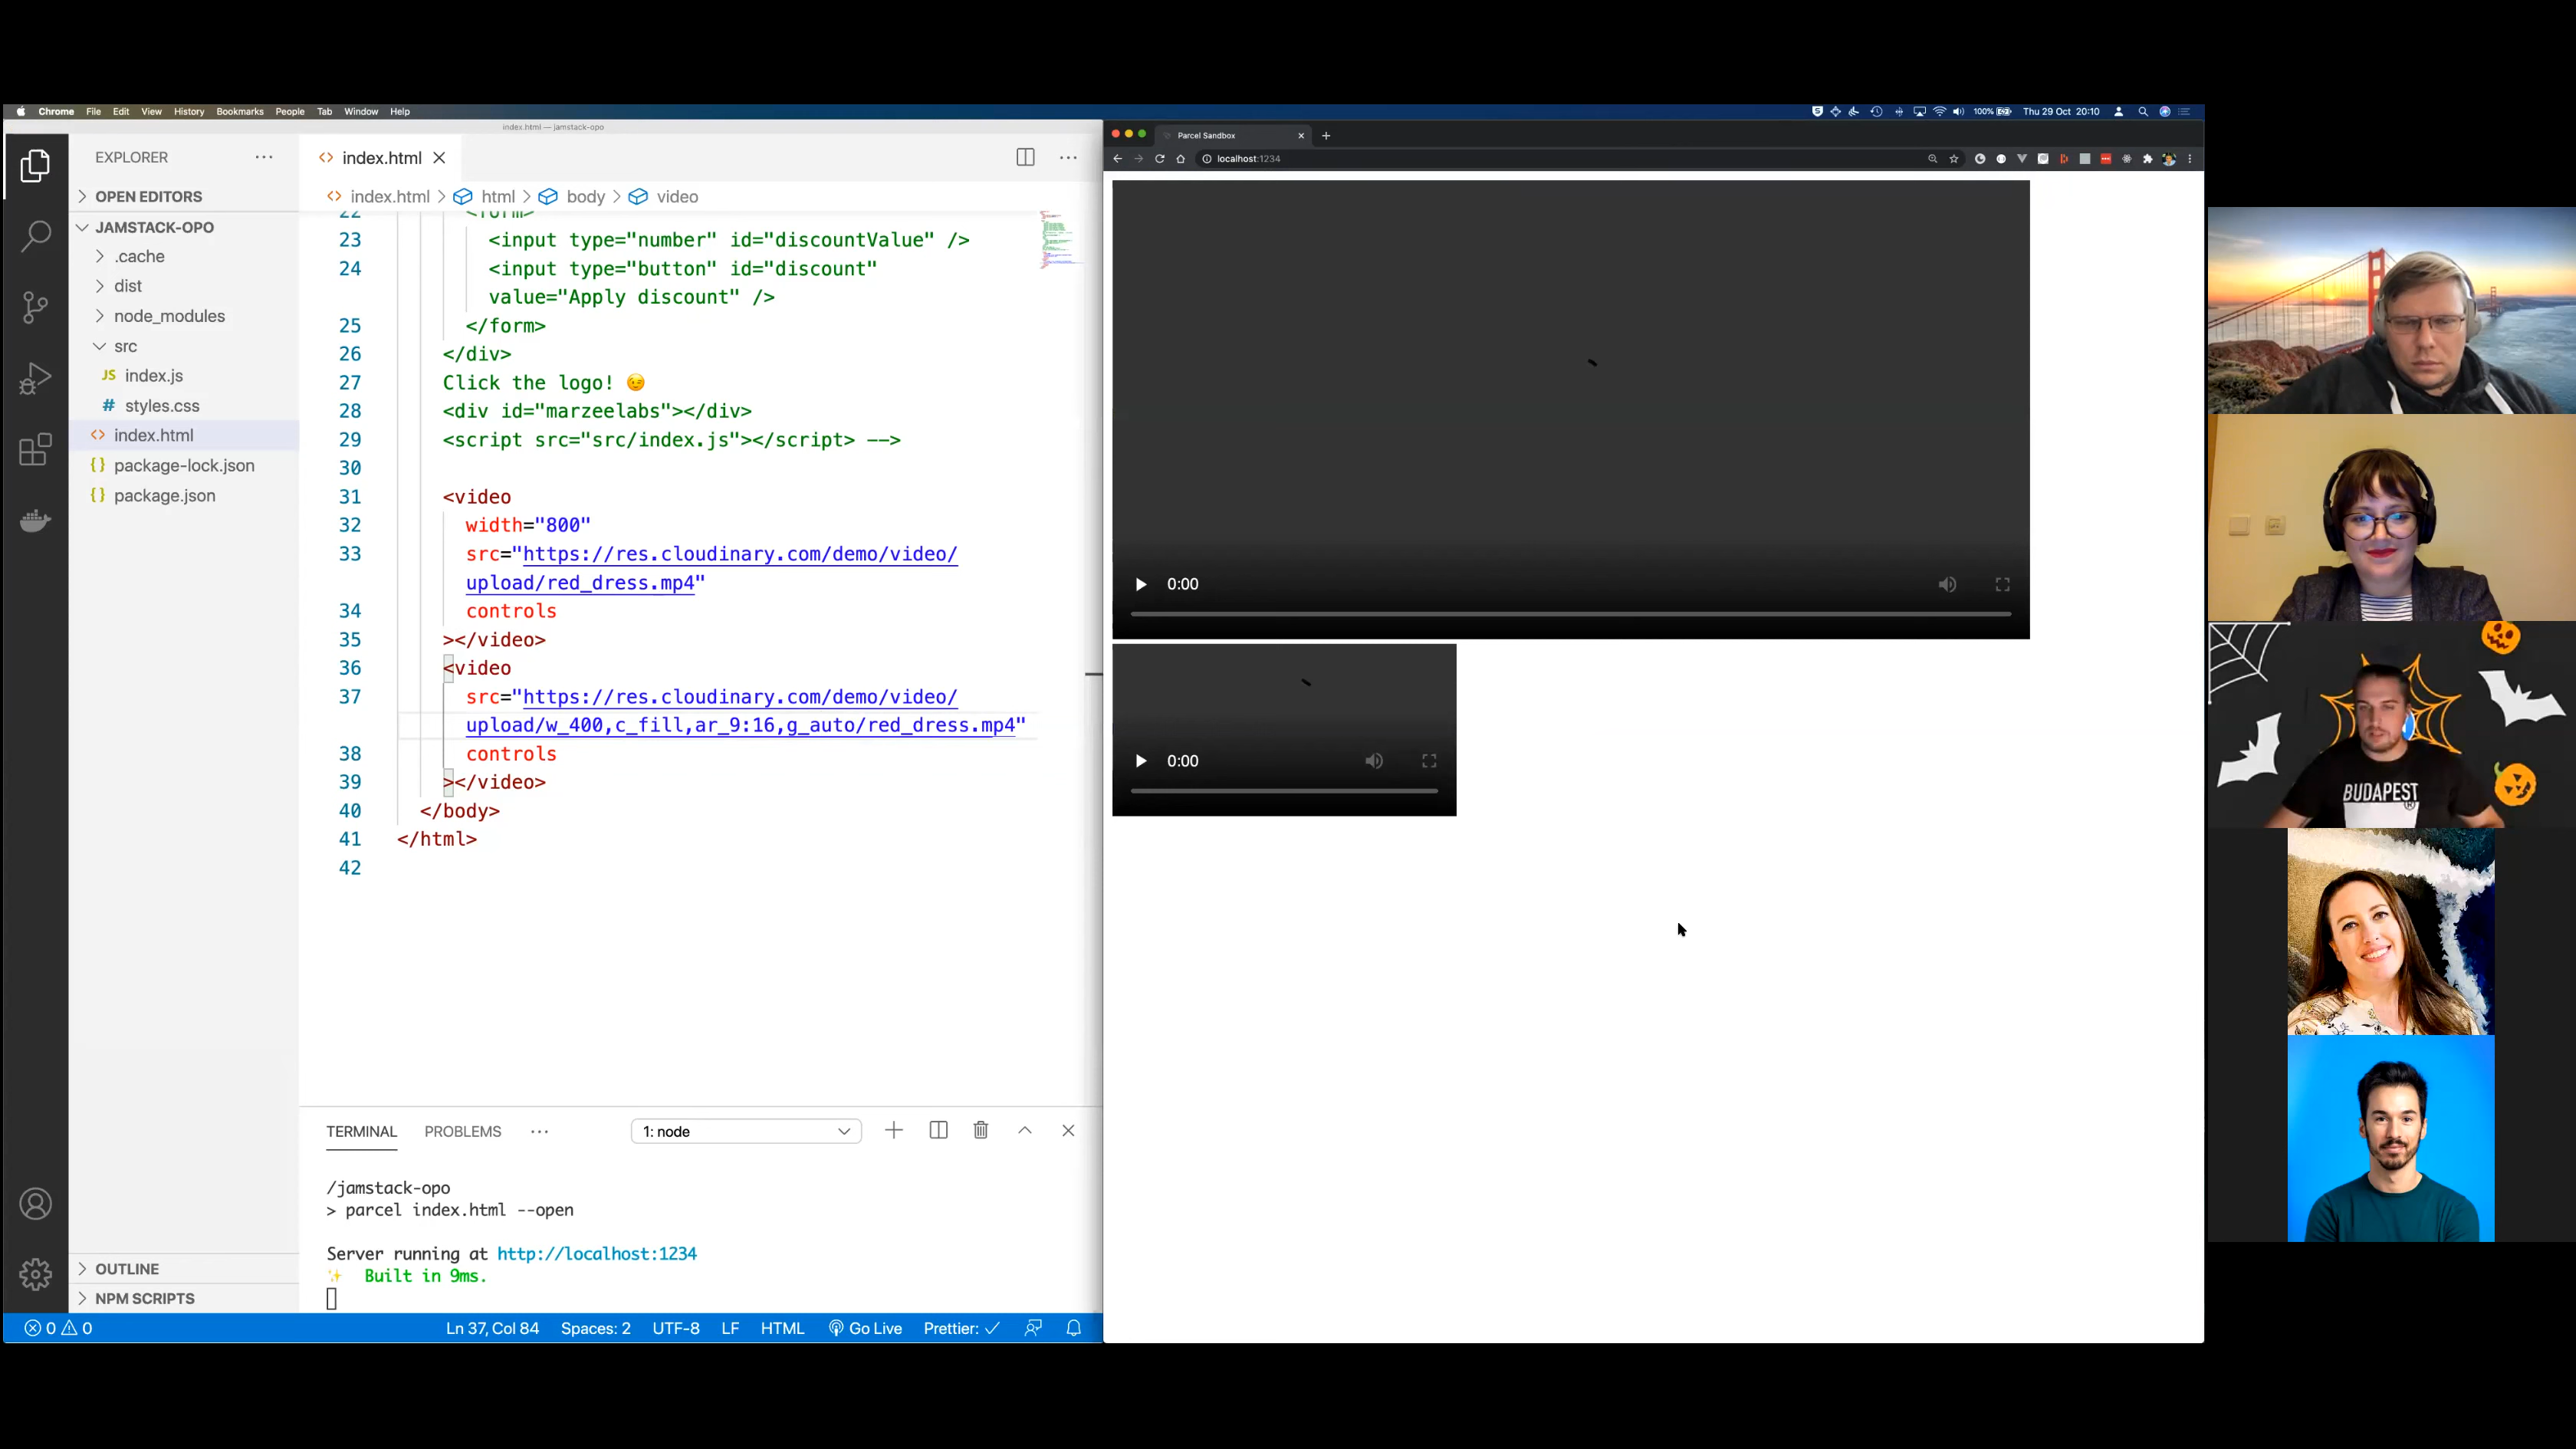 Chrome File Edit View History Bookmarks People Tab Window Help
100% Thu 29 Oct 20:10
index.html — jamstack-opo
EXPLORER
OPEN EDITORS
JAMSTACK-OPO
.cache
dist
node_modules
src
JS index.js
# styles.css
<> index.html
{} package-lock.json
{} package.json
OUTLINE
NPM SCRIPTS
<> index.html
<> index.html > html > body > video
22 <form>
23 <input type="number" id="discountValue" />
24 <input type="button" id="discount"
value="Apply discount" />
25 </form>
26 </div>
27 Click the logo! 😉
28 <div id="marzeelabs"></div>
29 <script src="src/index.js"></script> -->
30
31 <video
32 width="800"
33 src="https://res.cloudinary.com/demo/video/
upload/red_dress.mp4"
34 controls
35 ></video>
36 <video
37 src="https://res.cloudinary.com/demo/video/
upload/w_400,c_fill,ar_9:16,g_auto/red_dress.mp4"
38 controls
39 ></video>
40 </body>
41 </html>
42
TERMINAL PROBLEMS ··· 1: node
/jamstack-opo
> parcel index.html --open
Server running at http://localhost:1234
✨ Built in 9ms.
0 0 Ln 37, Col 84 Spaces: 2 UTF-8 LF HTML Go Live Prettier: ✓
Parcel Sandbox
localhost:1234
0:00
0:00
BUDAPEST